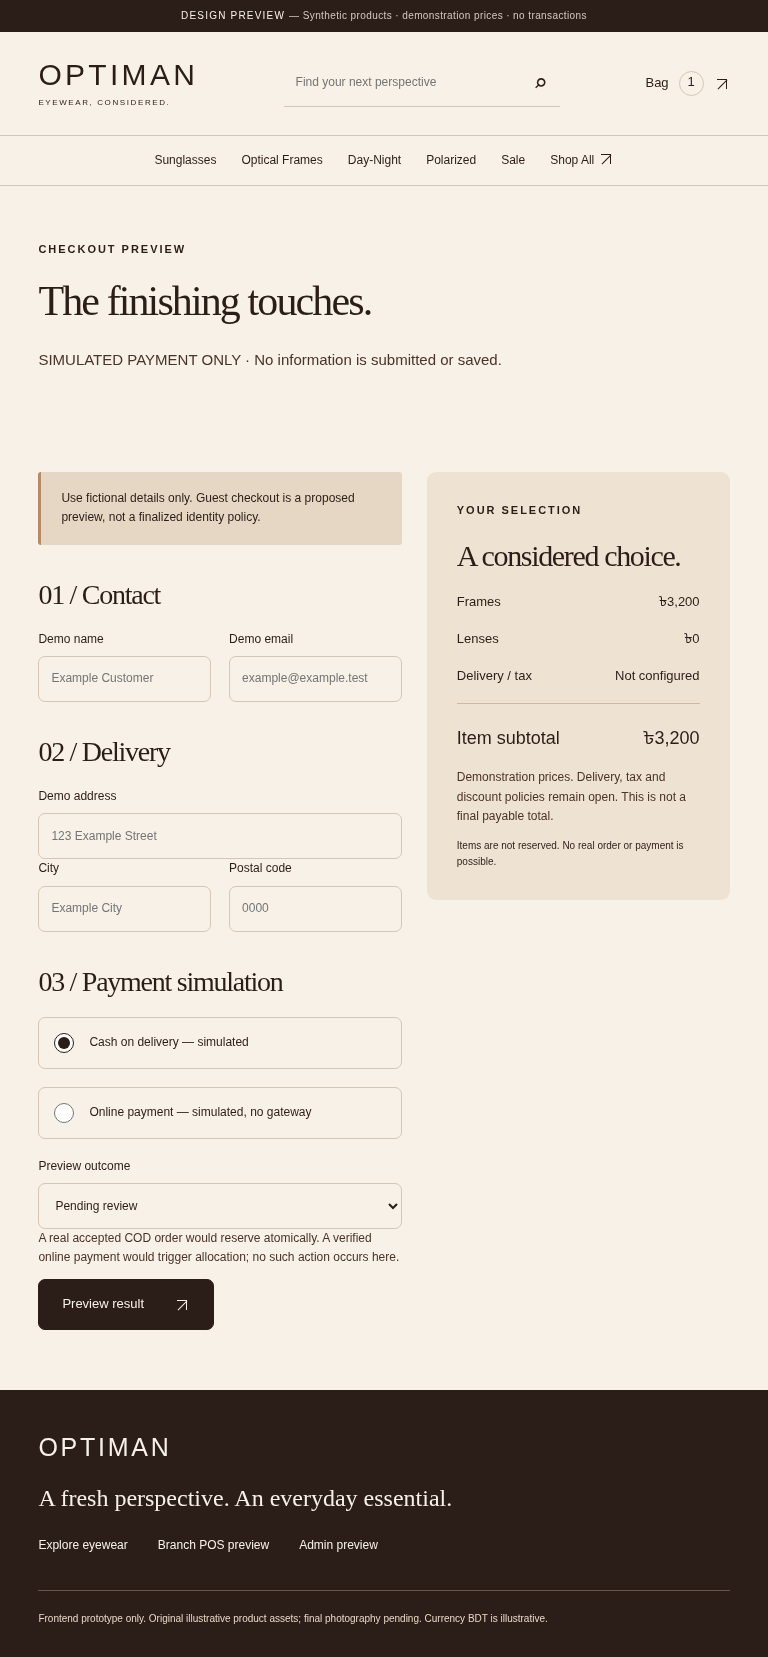 DESIGN PREVIEW — Synthetic products · demonstration prices · no transactions
OPTIMAN
EYEWEAR, CONSIDERED.
Find your next perspective
Bag 1
Sunglasses Optical Frames Day-Night Polarized Sale Shop All
CHECKOUT PREVIEW
The finishing touches.
SIMULATED PAYMENT ONLY · No information is submitted or saved.
Use fictional details only. Guest checkout is a proposed
preview, not a finalized identity policy.
01 / Contact
Demo name Demo email
Example Customer example@example.test
02 / Delivery
Demo address
123 Example Street
City Postal code
Example City 0000
03 / Payment simulation
Cash on delivery — simulated
Online payment — simulated, no gateway
Preview outcome
Pending review
A real accepted COD order would reserve atomically. A verified
online payment would trigger allocation; no such action occurs here.
Preview result
YOUR SELECTION
A considered choice.
Frames ৳3,200
Lenses ৳0
Delivery / tax Not configured
Item subtotal ৳3,200
Demonstration prices. Delivery, tax and
discount policies remain open. This is not a
final payable total.
Items are not reserved. No real order or payment is
possible.
OPTIMAN
A fresh perspective. An everyday essential.
Explore eyewear Branch POS preview Admin preview
Frontend prototype only. Original illustrative product assets; final photography pending. Currency BDT is illustrative.